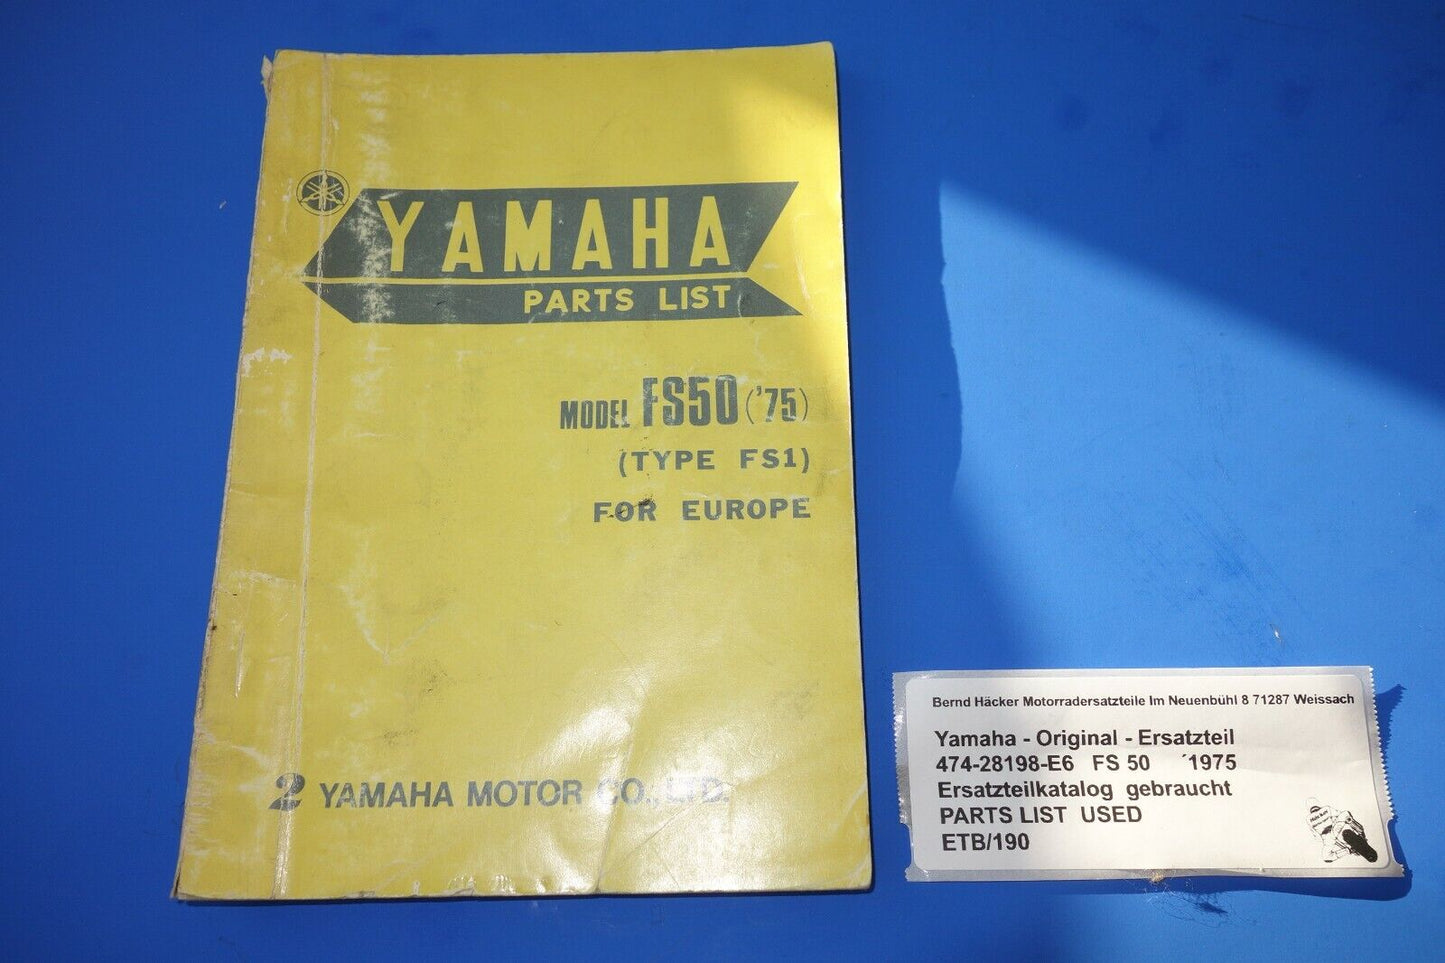 YAMAHA
PARTS LIST
MODEL FS50 ('75)
(TYPE FS1)
FOR EUROPE
2 YAMAHA MOTOR CO., LTD.
Bernd Häcker Motorradersatzteile Im Neuenbühl 8 71287 Weissach
Yamaha - Original - Ersatzteil
474-28198-E6 FS 50 ´1975
Ersatzteilkatalog gebraucht
PARTS LIST USED
ETB/190